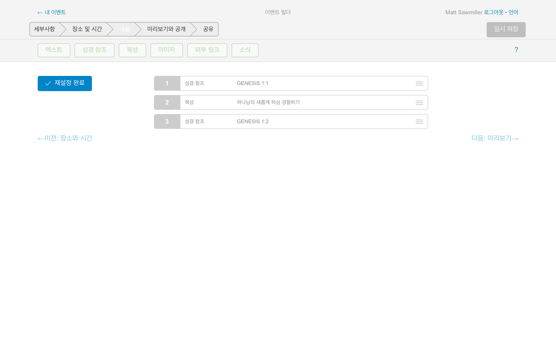 ← 내 이벤트
이벤트 빌더
Matt Sawmiller 로그아웃 • 언어
세부사항
장소 및 시간
미리보기와 공개
공유
임시 저장
텍스트
성경 참조
묵상
이미지
외부 링크
소식
?
✓ 재설정 완료
1 성경 참조 GENESIS 1:1
2 묵상 하나님의 새롭게 하심 경험하기
3 성경 참조 GENESIS 1:2
←이전: 장소와 시간
다음: 미리보기→